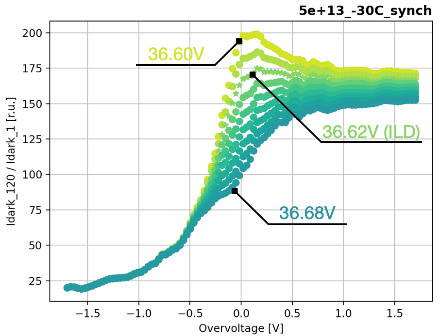 5e+13_-30C_synch
200
175
150
125
100
75
50
25
Idark_120 / Idark_1 [r.u.]
36.60V
36.62V (ILD)
36.68V
−1.5 −1.0 −0.5 0.0 0.5 1.0 1.5
Overvoltage [V]